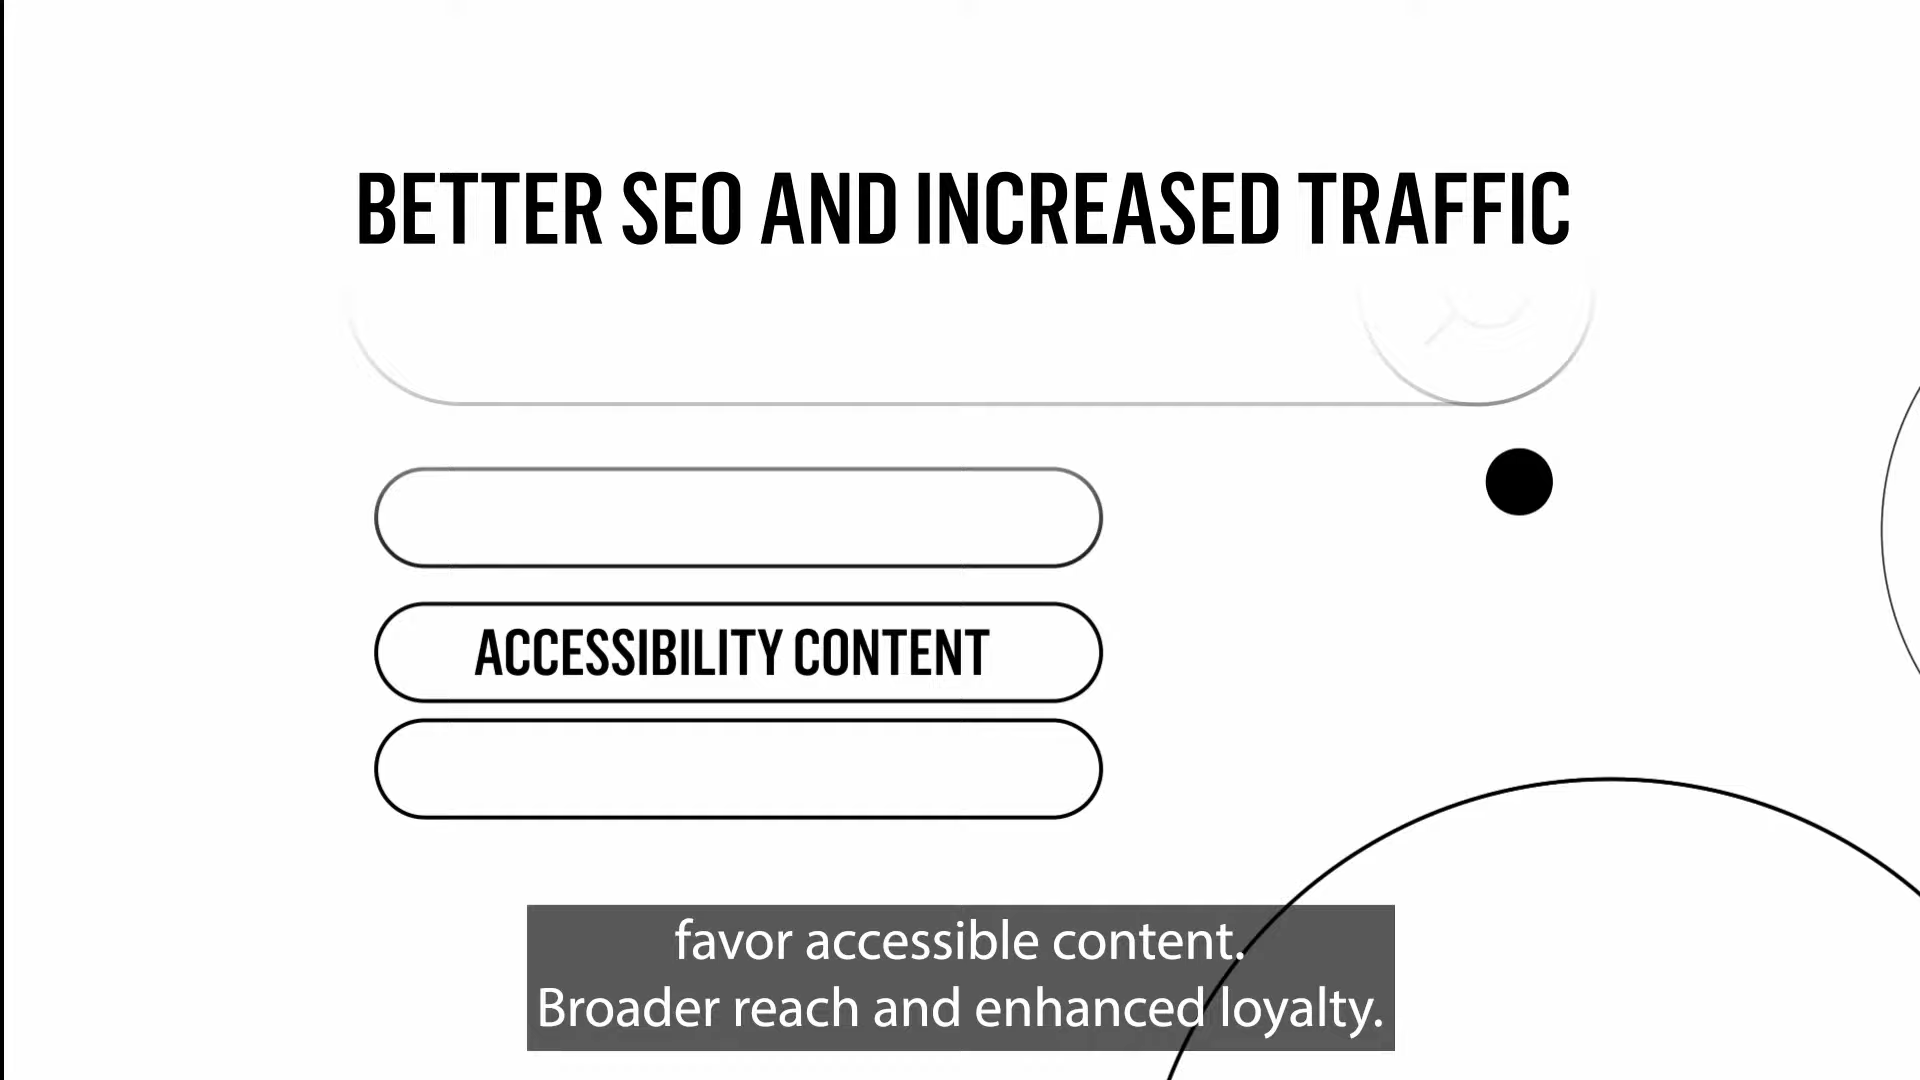 BETTER SEO AND INCREASED TRAFFIC
ACCESSIBILITY CONTENT
favor accessible content.
Broader reach and enhanced loyalty.